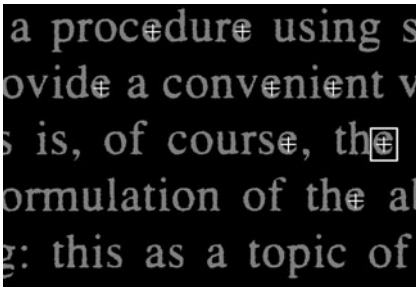 a procedure using s
ovide a convenient v
s is, of course, the
ormulation of the al
g: this as a topic of